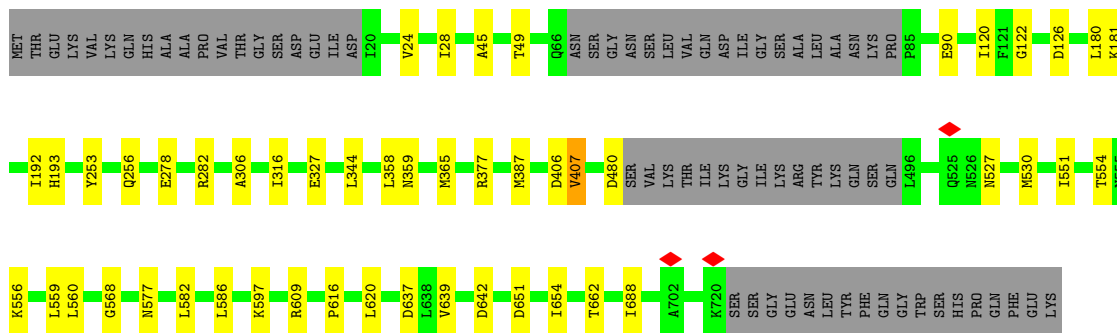 MET THR GLU LYS VAL LYS GLN HIS ALA ALA PRO VAL THR GLY SER ASP GLU ILE ASP I20 V24 I28 A45 T49 Q66 ASN SER GLY ASN SER LEU VAL GLN ASP ILE GLY SER ALA LEU ALA ASN LYS PRO P85 E90 I120 F121 G122 D126 L180 K181
I192 H193 Y253 Q256 E278 R282 A306 I316 E327 L344 L358 N359 M365 R377 M387 D406 V407 D480 SER VAL LYS THR ILE LYS GLY ILE LYS ARG TYR LYS GLN SER GLN L496 Q525 N526 N527 M530 I551 T554
K556 L559 L560 G568 N577 L582 L586 K597 R609 P616 L620 D637 L638 V639 D642 D651 I654 T662 I688 A702 K720 SER SER GLY GLU ASN LEU TYR PHE GLN GLY TRP SER HIS PRO GLN PHE GLU LYS